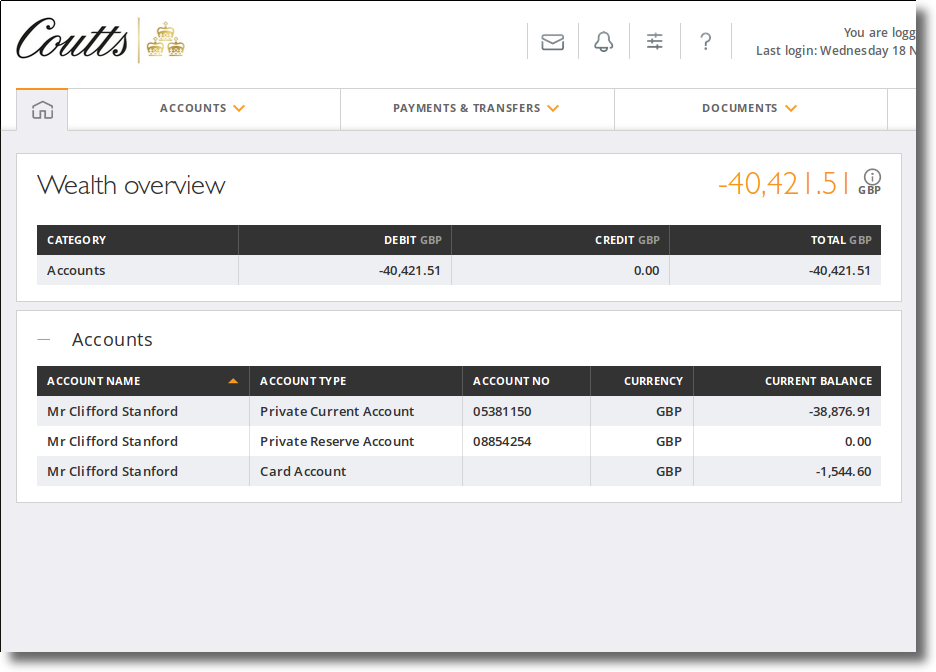 Coutts
You are logg
Last login: Wednesday 18 N
ACCOUNTS
PAYMENTS & TRANSFERS
DOCUMENTS
Wealth overview
-40,421.51 GBP
CATEGORY DEBIT GBP CREDIT GBP TOTAL GBP
Accounts -40,421.51 0.00 -40,421.51
Accounts
ACCOUNT NAME ACCOUNT TYPE ACCOUNT NO CURRENCY CURRENT BALANCE
Mr Clifford Stanford Private Current Account 05381150 GBP -38,876.91
Mr Clifford Stanford Private Reserve Account 08854254 GBP 0.00
Mr Clifford Stanford Card Account GBP -1,544.60